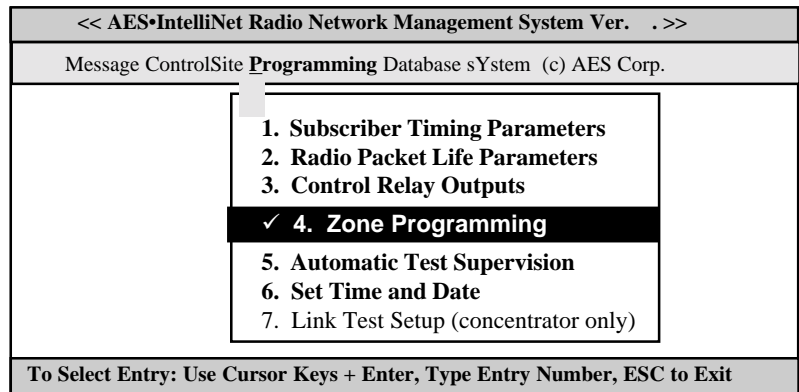 << AES•IntelliNet Radio Network Management System Ver. . >>
Message ControlSite Programming Database sYstem (c) AES Corp.
1. Subscriber Timing Parameters
2. Radio Packet Life Parameters
3. Control Relay Outputs
✓ 4. Zone Programming
5. Automatic Test Supervision
6. Set Time and Date
7. Link Test Setup (concentrator only)
To Select Entry: Use Cursor Keys + Enter, Type Entry Number, ESC to Exit